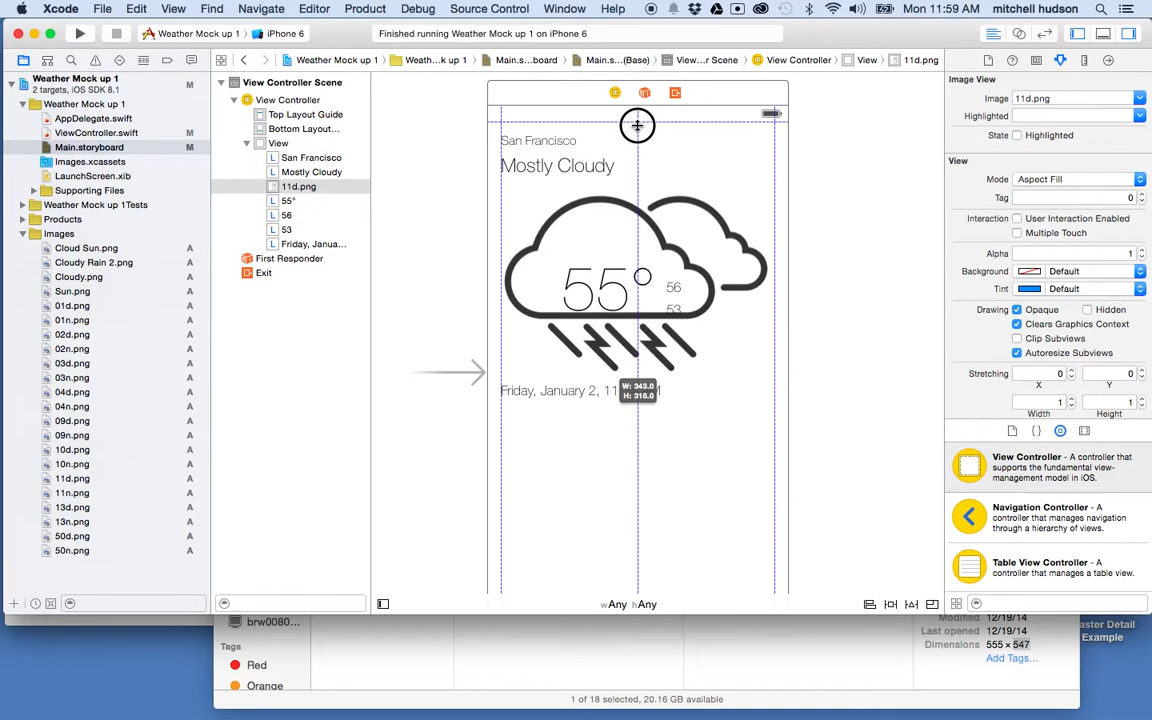 Xcode File Edit View Find Navigate Editor Product Debug Source Control Window Help Mon 11:59 AM mitchell hudson
Weather Mock up 1 iPhone 6
Finished running Weather Mock up 1 on iPhone 6
Weather Mock up 1 Weath...k up 1 Main.s...board Main.s...(Base) View...r Scene View Controller View 11d.png
Weather Mock up 1
2 targets, iOS SDK 8.1
M
Weather Mock up 1
AppDelegate.swift
ViewController.swift M
Main.storyboard M
Images.xcassets
LaunchScreen.xib
Supporting Files
Weather Mock up 1Tests
Products
Images
Cloud Sun.png A
Cloudy Rain 2.png A
Cloudy.png A
Sun.png A
01d.png A
01n.png A
02d.png A
02n.png A
03d.png A
03n.png A
04d.png A
04n.png A
09d.png A
09n.png A
10d.png A
10n.png A
11d.png A
11n.png A
13d.png A
13n.png A
50d.png A
50n.png A
View Controller Scene
View Controller
Top Layout Guide
Bottom Layout...
View
L San Francisco
L Mostly Cloudy
11d.png
L 55°
L 56
L 53
L Friday, Janua...
First Responder
Exit
San Francisco
Mostly Cloudy
55°
56
53
W: 343.0
H: 318.0
Friday, January 2, 11 M
wAny hAny
Image View
Image 11d.png
Highlighted
State Highlighted
View
Mode Aspect Fill
Tag 0
Interaction User Interaction Enabled
Multiple Touch
Alpha 1
Background Default
Tint Default
Drawing Opaque Hidden
Clears Graphics Context
Clip Subviews
Autoresize Subviews
Stretching 0 0
X Y
1 1
Width Height
View Controller - A controller that
supports the fundamental view-
management model in iOS.
Navigation Controller - A
controller that manages navigation
through a hierarchy of views.
Table View Controller - A
controller that manages a table view.
brw0080...
Tags
Red
Orange
Modified 12/19/14
Last opened 12/19/14
Dimensions 555 × 547
Add Tags...
1 of 18 selected, 20.16 GB available
aster Detail
Example